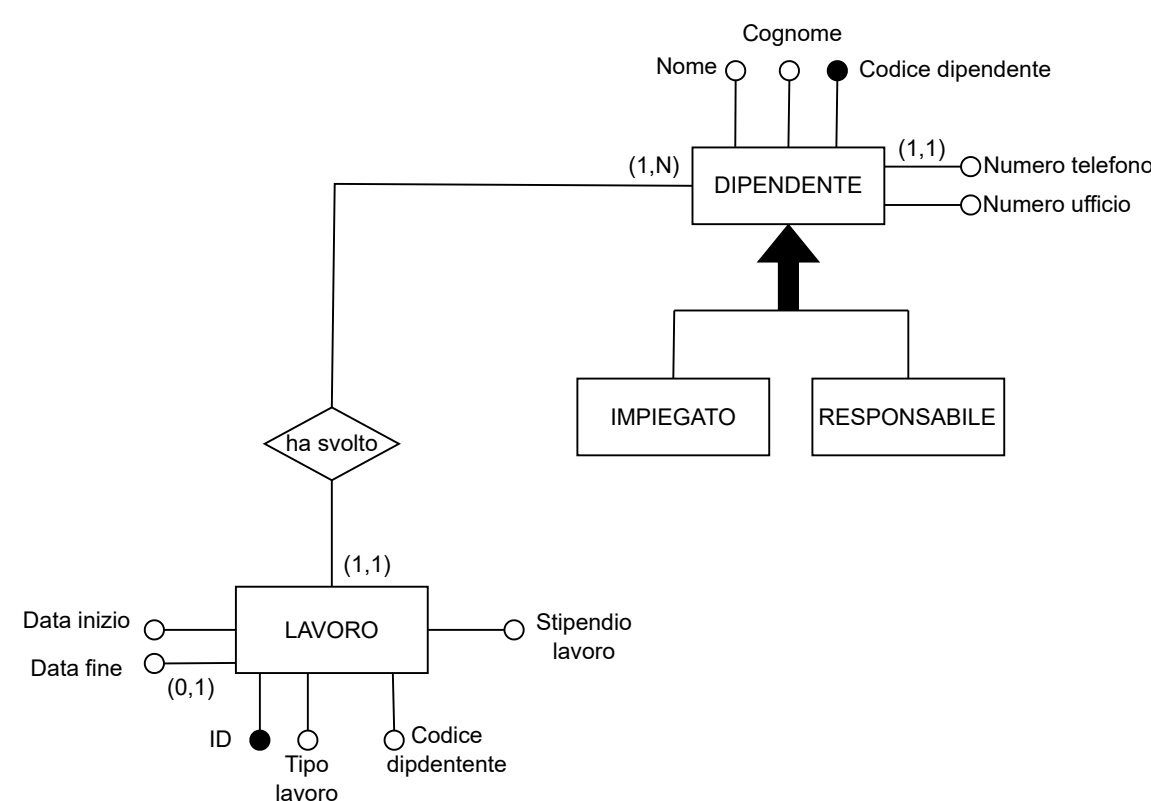 Cognome
Nome
Codice dipendente
(1,N)
(1,1)
DIPENDENTE
Numero telefono
Numero ufficio
IMPIEGATO
RESPONSABILE
ha svolto
(1,1)
Data inizio
LAVORO
Stipendio
lavoro
Data fine
(0,1)
ID
Tipo
lavoro
Codice
dipdentente